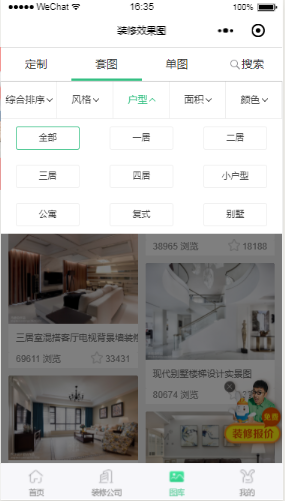 WeChat 16:35 100%
装修效果图
定制 套图 单图 搜索
综合排序 风格 户型 面积 颜色
全部 一居 二居
三居 四居 小户型
公寓 复式 别墅
38965 浏览 18188
三居室混搭客厅电视背景墙装修
69611 浏览 33431
现代别墅楼梯设计实景图
80674 浏览
免费
装修报价
首页 装修公司 图库 我的